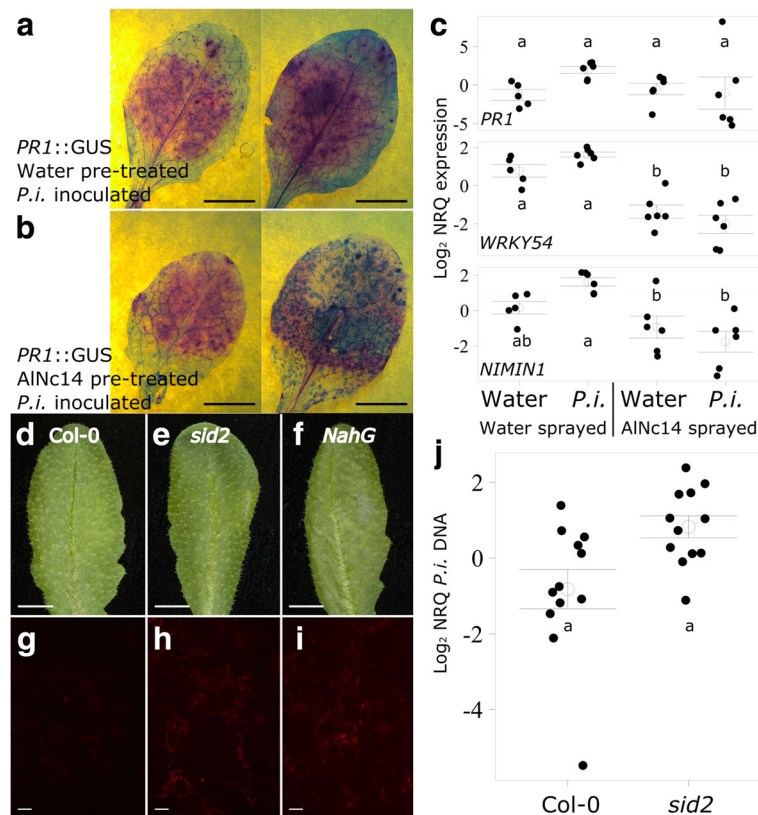 a
PR1::GUS
Water pre-treated
P.i. inoculated
b
PR1::GUS
AlNc14 pre-treated
P.i. inoculated
c
Log₂ NRQ expression
5
0
-5
a a a a
PR1
2
0
-2
a a b b
WRKY54
2
0
-2
ab a b b
NIMIN1
Water P.i. Water P.i.
Water sprayed AlNc14 sprayed
d Col-0
e sid2
f NahG
g
h
i
j
Log₂ NRQ P.i. DNA
2
0
-2
-4
a a
Col-0 sid2